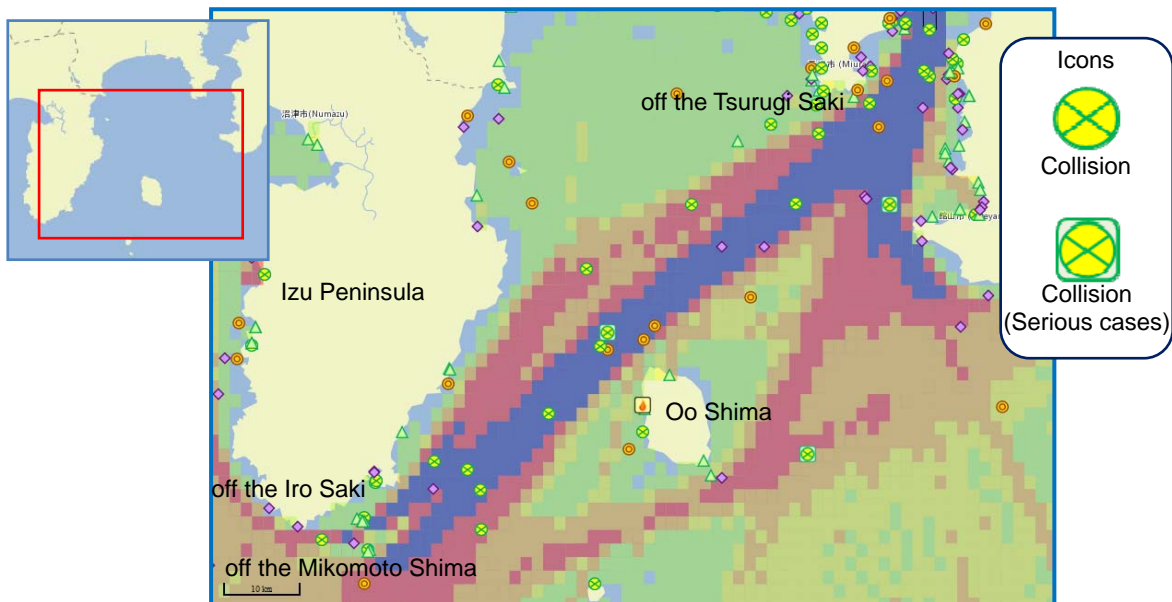 沼津市(Numazu)
(Miura)
off the Tsurugi Saki
Icons
Collision
Collision
(Serious cases)
Izu Peninsula
Oo Shima
off the Iro Saki
off the Mikomoto Shima
10 km